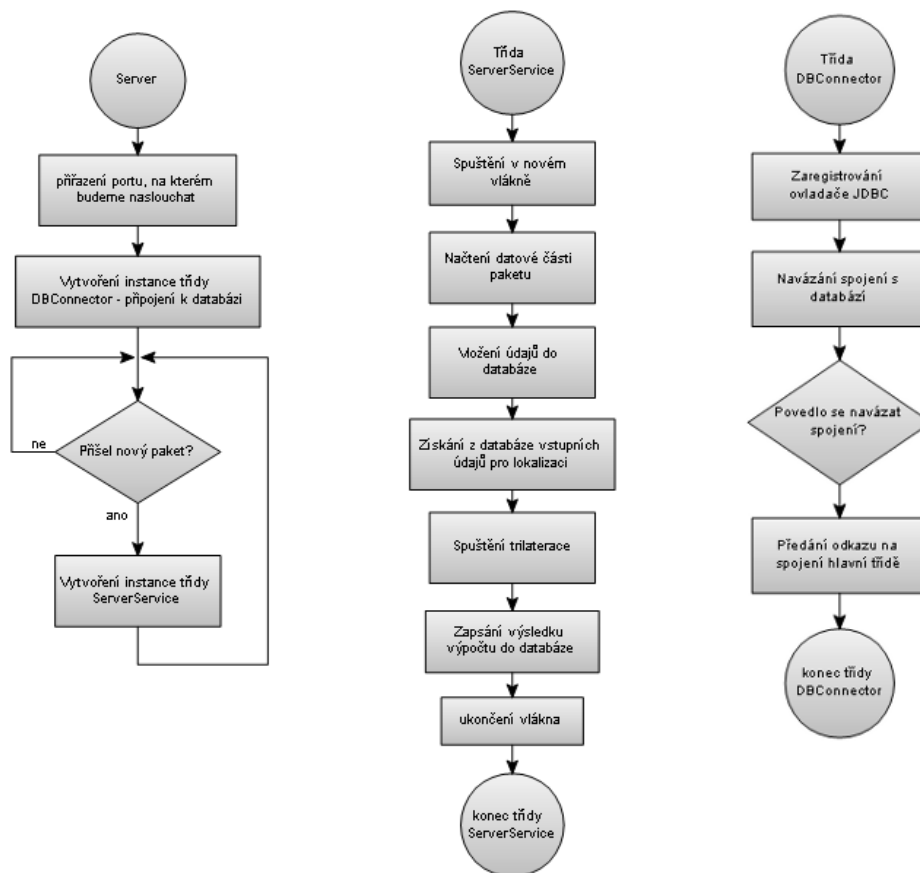 Server
přiřazení portu, na kterém
budeme naslouchat
Vytvoření instance třídy
DBConnector - připojení k databázi
ne
Přišel nový paket?
ano
Vytvoření instance třídy
ServerService
Třída
ServerService
Spuštění v novém
vlákně
Načtení datové části
paketu
Vložení údajů do
databáze
Získání z databáze vstupních
údajů pro lokalizaci
Spuštění trilaterace
Zapsání výsledku
výpočtu do databáze
ukončení vlákna
konec třídy
ServerService
Třída
DBConnector
Zaregistrování
ovladače JDBC
Navázání spojení s
databází
Povedlo se navázat
spojení?
Předání odkazu na
spojení hlavní třídě
konec třídy
DBConnector